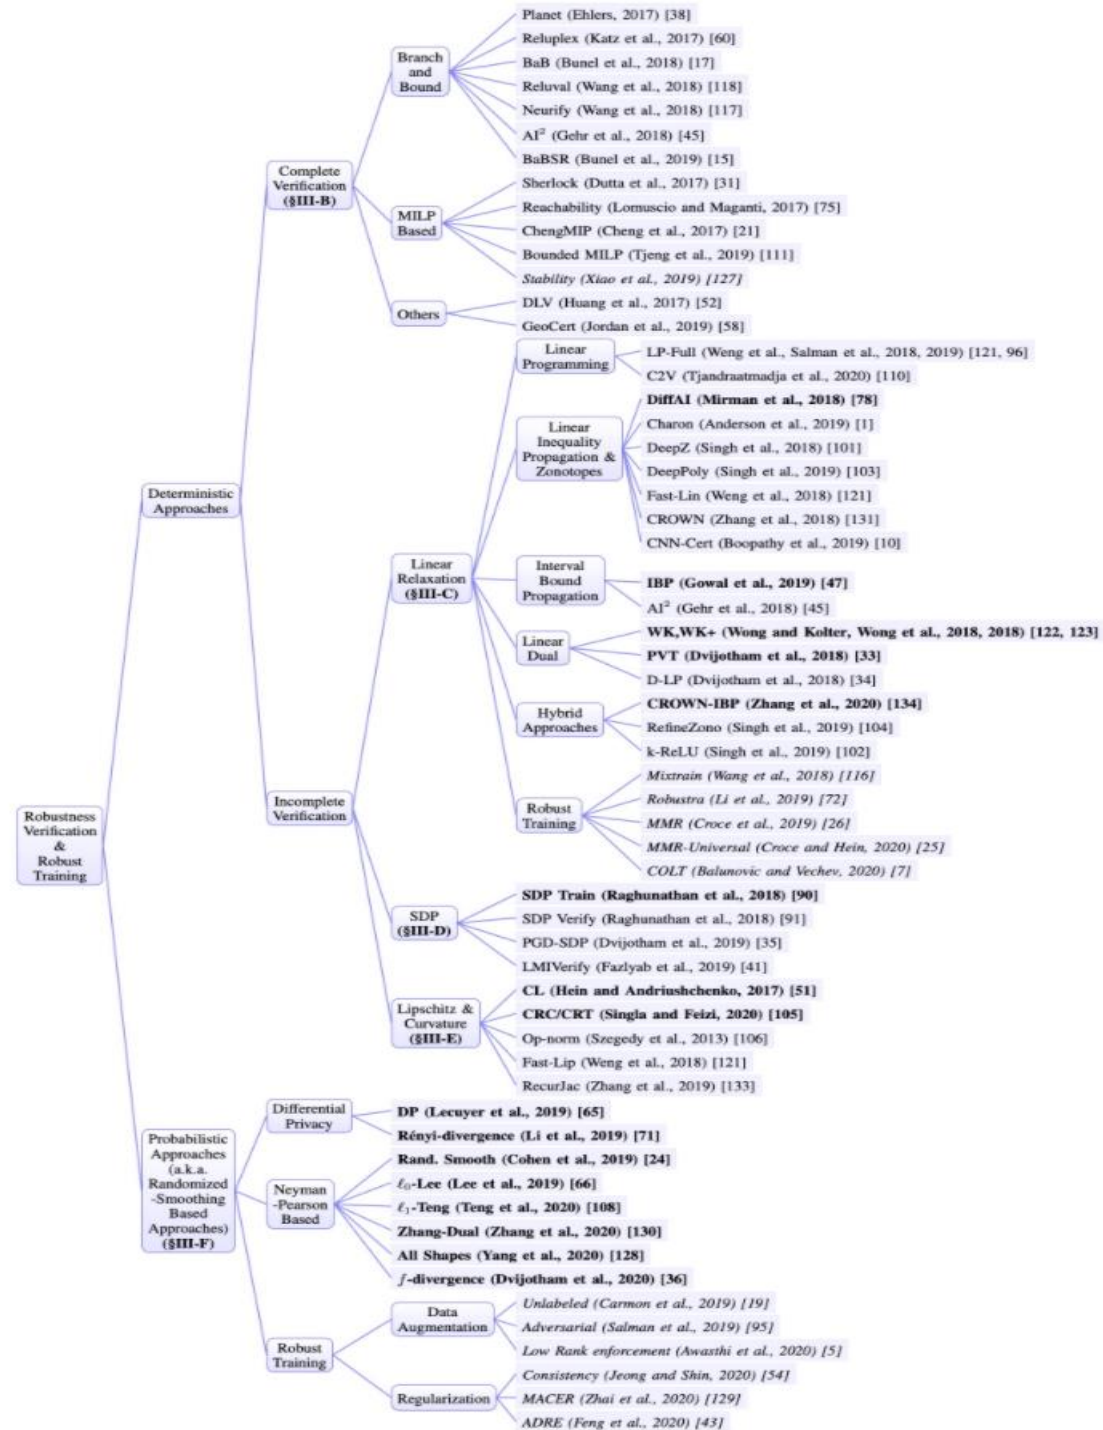 Planet (Ehlers, 2017) [38]
Reluplex (Katz et al., 2017) [60]
Branch
and
Bound
BaB (Bunel et al., 2018) [17]
Reluval (Wang et al., 2018) [118]
Neurify (Wang et al., 2018) [117]
AI² (Gehr et al., 2018) [45]
BaBSR (Bunel et al., 2019) [15]
Complete
Verification
(§III-B)
Sherlock (Dutta et al., 2017) [31]
Reachability (Lomuscio and Maganti, 2017) [75]
MILP
Based
ChengMIP (Cheng et al., 2017) [21]
Bounded MILP (Tjeng et al., 2019) [111]
Stability (Xiao et al., 2019) [127]
Others
DLV (Huang et al., 2017) [52]
GeoCert (Jordan et al., 2019) [58]
Linear
Programming
LP-Full (Weng et al., Salman et al., 2018, 2019) [121, 96]
C2V (Tjandraatmadja et al., 2020) [110]
DiffAI (Mirman et al., 2018) [78]
Charon (Anderson et al., 2019) [1]
Linear
Inequality
Propagation &
Zonotopes
DeepZ (Singh et al., 2018) [101]
DeepPoly (Singh et al., 2019) [103]
Fast-Lin (Weng et al., 2018) [121]
CROWN (Zhang et al., 2018) [131]
CNN-Cert (Boopathy et al., 2019) [10]
Deterministic
Approaches
Linear
Relaxation
(§III-C)
Interval
Bound
Propagation
IBP (Gowal et al., 2019) [47]
AI² (Gehr et al., 2018) [45]
Linear
Dual
WK,WK+ (Wong and Kolter, Wong et al., 2018, 2018) [122, 123]
PVT (Dvijotham et al., 2018) [33]
D-LP (Dvijotham et al., 2018) [34]
Hybrid
Approaches
CROWN-IBP (Zhang et al., 2020) [134]
RefineZono (Singh et al., 2019) [104]
k-ReLU (Singh et al., 2019) [102]
Incomplete
Verification
Robust
Training
Mixtrain (Wang et al., 2018) [116]
Robustra (Li et al., 2019) [72]
MMR (Croce et al., 2019) [26]
MMR-Universal (Croce and Hein, 2020) [25]
COLT (Balunovic and Vechev, 2020) [7]
Robustness
Verification
&
Robust
Training
SDP
(§III-D)
SDP Train (Raghunathan et al., 2018) [90]
SDP Verify (Raghunathan et al., 2018) [91]
PGD-SDP (Dvijotham et al., 2019) [35]
LMIVerify (Fazlyab et al., 2019) [41]
Lipschitz &
Curvature
(§III-E)
CL (Hein and Andriushchenko, 2017) [51]
CRC/CRT (Singla and Feizi, 2020) [105]
Op-norm (Szegedy et al., 2013) [106]
Fast-Lip (Weng et al., 2018) [121]
RecurJac (Zhang et al., 2019) [133]
Differential
Privacy
DP (Lecuyer et al., 2019) [65]
Rényi-divergence (Li et al., 2019) [71]
Probabilistic
Approaches
(a.k.a.
Randomized
-Smoothing
Based
Approaches)
(§III-F)
Neyman
-Pearson
Based
Rand. Smooth (Cohen et al., 2019) [24]
ℓ₀-Lee (Lee et al., 2019) [66]
ℓ₁-Teng (Teng et al., 2020) [108]
Zhang-Dual (Zhang et al., 2020) [130]
All Shapes (Yang et al., 2020) [128]
f-divergence (Dvijotham et al., 2020) [36]
Robust
Training
Data
Augmentation
Unlabeled (Carmon et al., 2019) [19]
Adversarial (Salman et al., 2019) [95]
Low Rank enforcement (Awasthi et al., 2020) [5]
Regularization
Consistency (Jeong and Shin, 2020) [54]
MACER (Zhai et al., 2020) [129]
ADRE (Feng et al., 2020) [43]